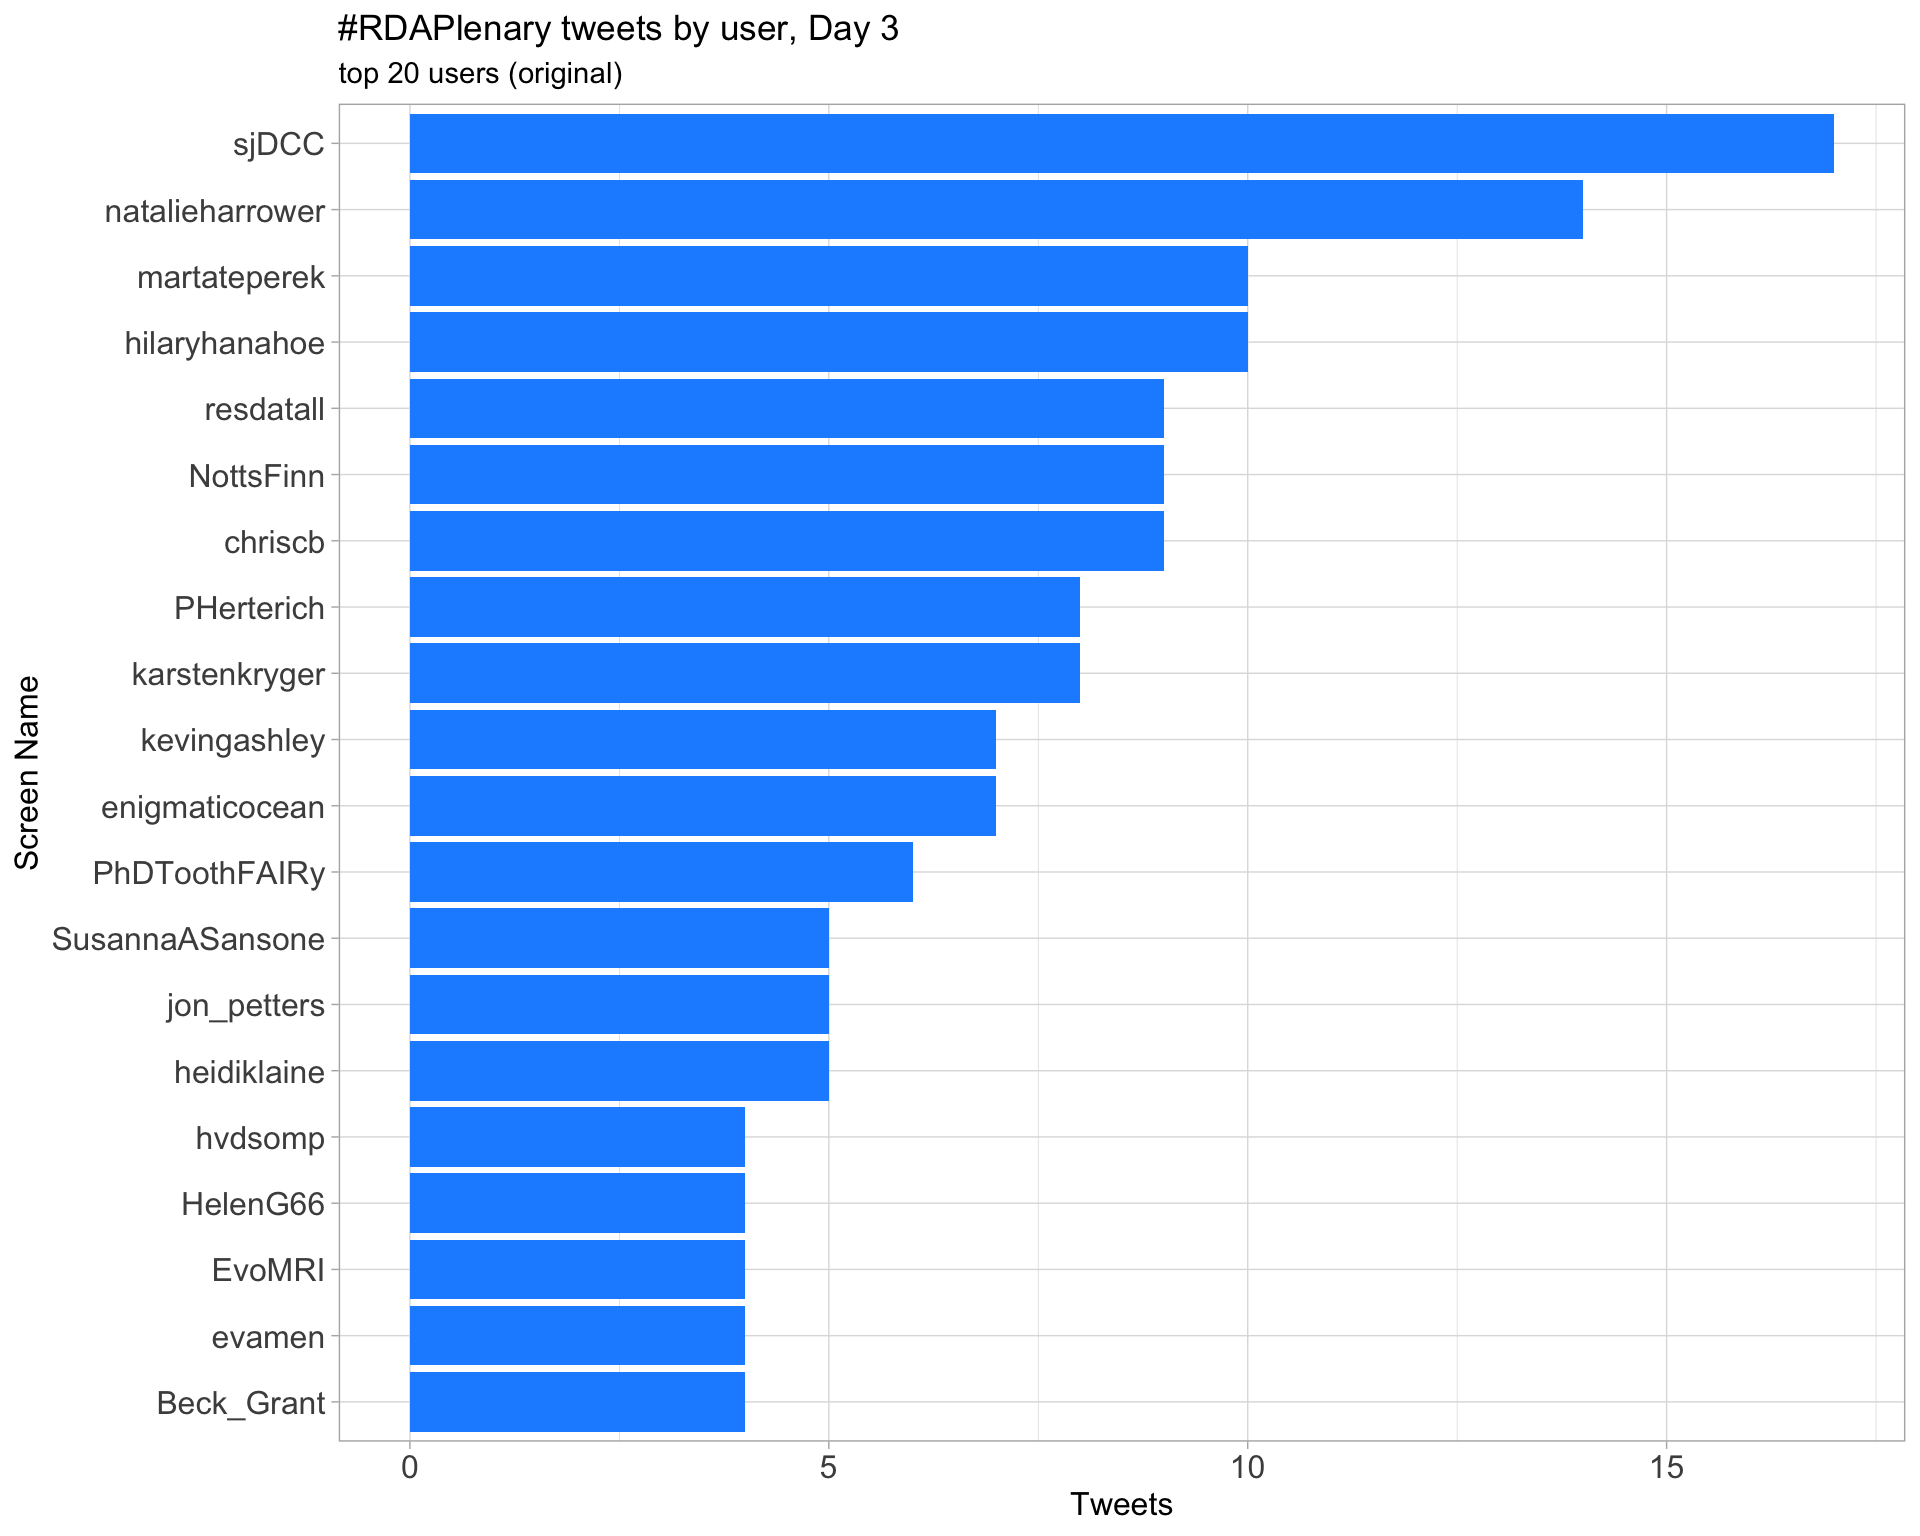 #RDAPlenary tweets by user, Day 3
top 20 users (original)
sjDCC
natalieharrower
martateperek
hilaryhanahoe
resdatall
NottsFinn
chriscb
PHerterich
karstenkryger
kevingashley
enigmaticocean
PhDToothFAIRy
SusannaASansone
jon_petters
heidiklaine
hvdsomp
HelenG66
EvoMRI
evamen
Beck_Grant
Screen Name
0 5 10 15
Tweets